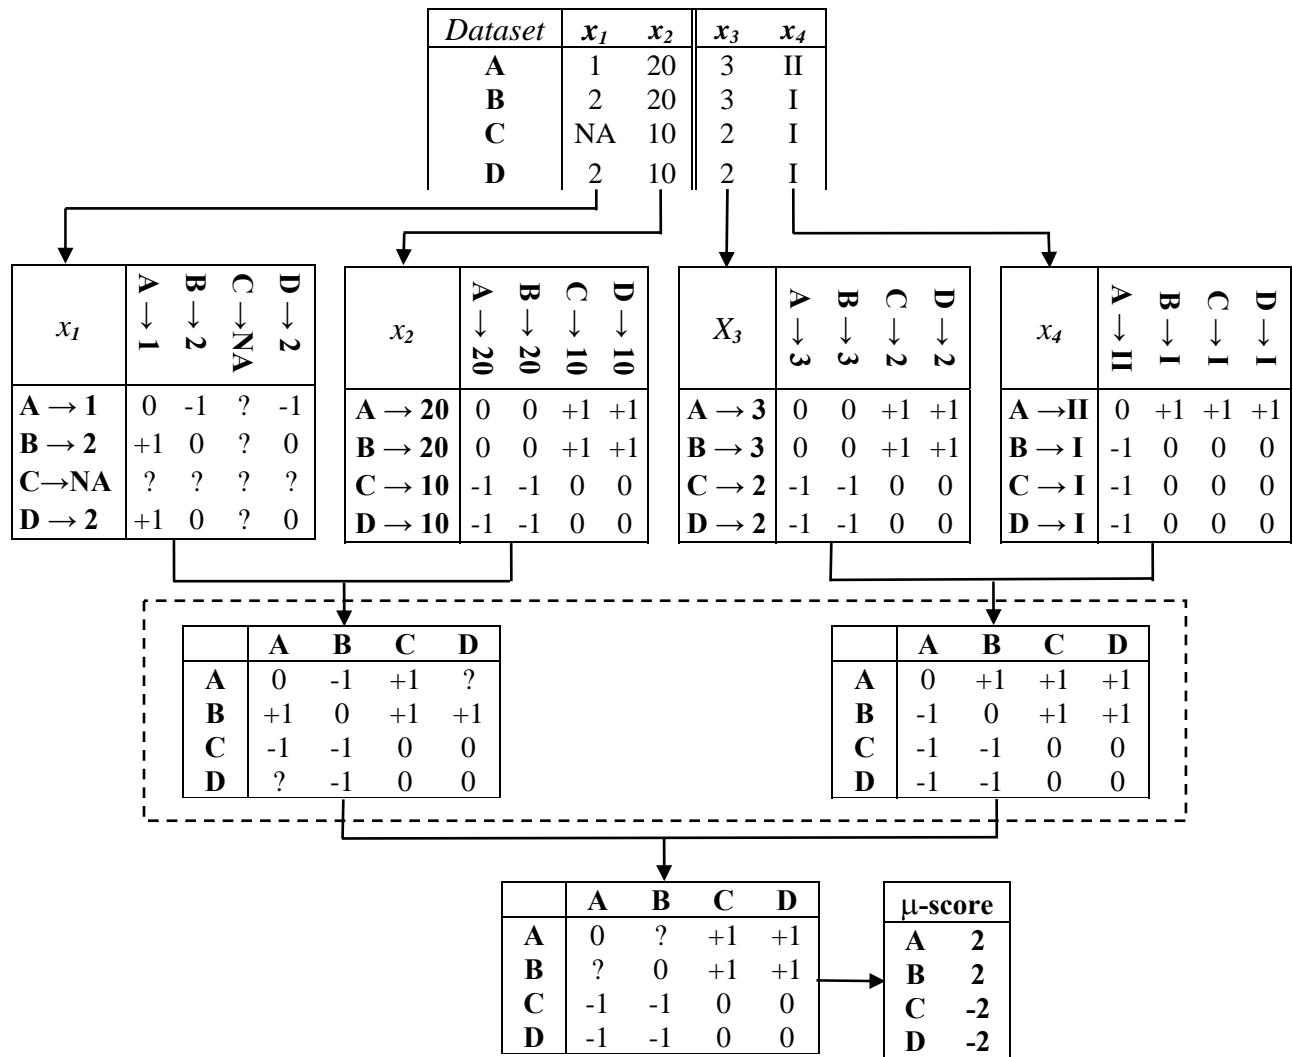 Dataset x1 x2 x3 x4
A 1 20 3 II
B 2 20 3 I
C NA 10 2 I
D 2 10 2 I
x1 A→1 B→2 C→NA D→2
A→1 0 -1 ? -1
B→2 +1 0 ? 0
C→NA ? ? ? ?
D→2 +1 0 ? 0
x2 A→20 B→20 C→10 D→10
A→20 0 0 +1 +1
B→20 0 0 +1 +1
C→10 -1 -1 0 0
D→10 -1 -1 0 0
X3 A→3 B→3 C→2 D→2
A→3 0 0 +1 +1
B→3 0 0 +1 +1
C→2 -1 -1 0 0
D→2 -1 -1 0 0
x4 A→II B→I C→I D→I
A→II 0 +1 +1 +1
B→I -1 0 0 0
C→I -1 0 0 0
D→I -1 0 0 0
A B C D
A 0 -1 +1 ?
B +1 0 +1 +1
C -1 -1 0 0
D ? -1 0 0
A B C D
A 0 +1 +1 +1
B -1 0 +1 +1
C -1 -1 0 0
D -1 -1 0 0
A B C D
A 0 ? +1 +1
B ? 0 +1 +1
C -1 -1 0 0
D -1 -1 0 0
μ-score
A 2
B 2
C -2
D -2